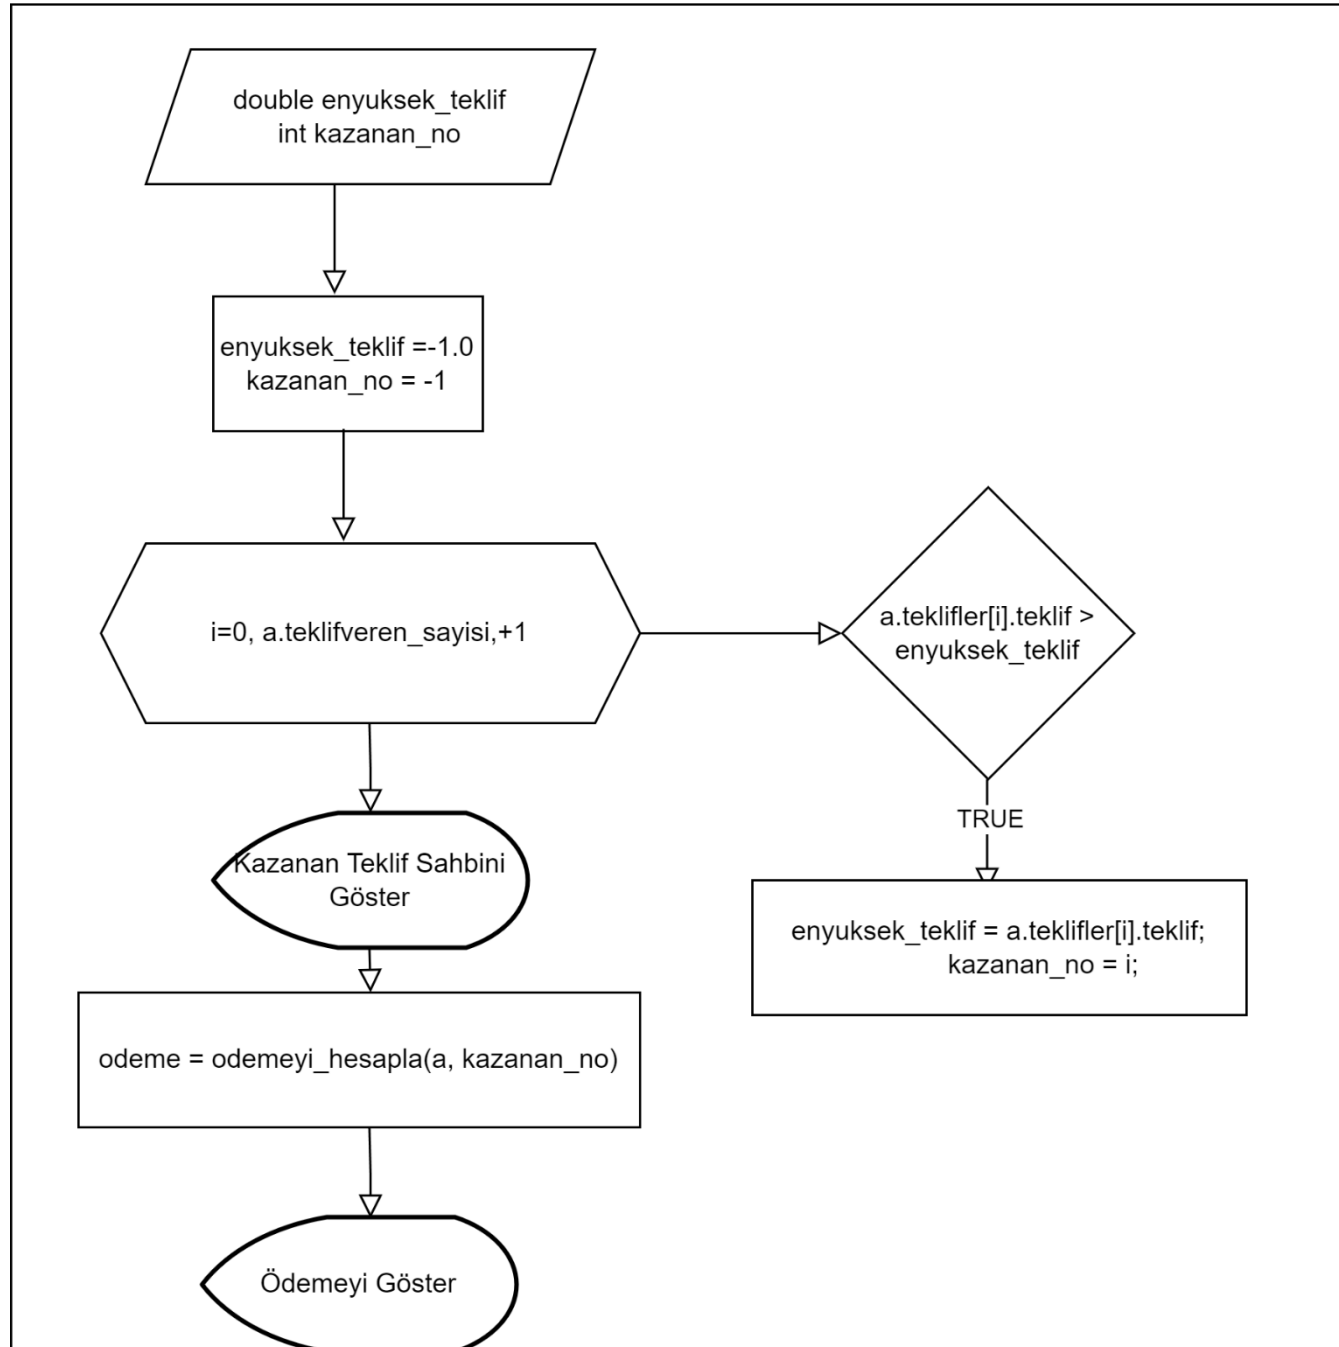 double enyuksek_teklif
int kazanan_no
enyuksek_teklif =-1.0
kazanan_no = -1
i=0, a.teklifveren_sayisi,+1
a.teklifler[i].teklif >
enyuksek_teklif
TRUE
enyuksek_teklif = a.teklifler[i].teklif;
kazanan_no = i;
Kazanan Teklif Sahbini
Göster
odeme = odemeyi_hesapla(a, kazanan_no)
Ödemeyi Göster